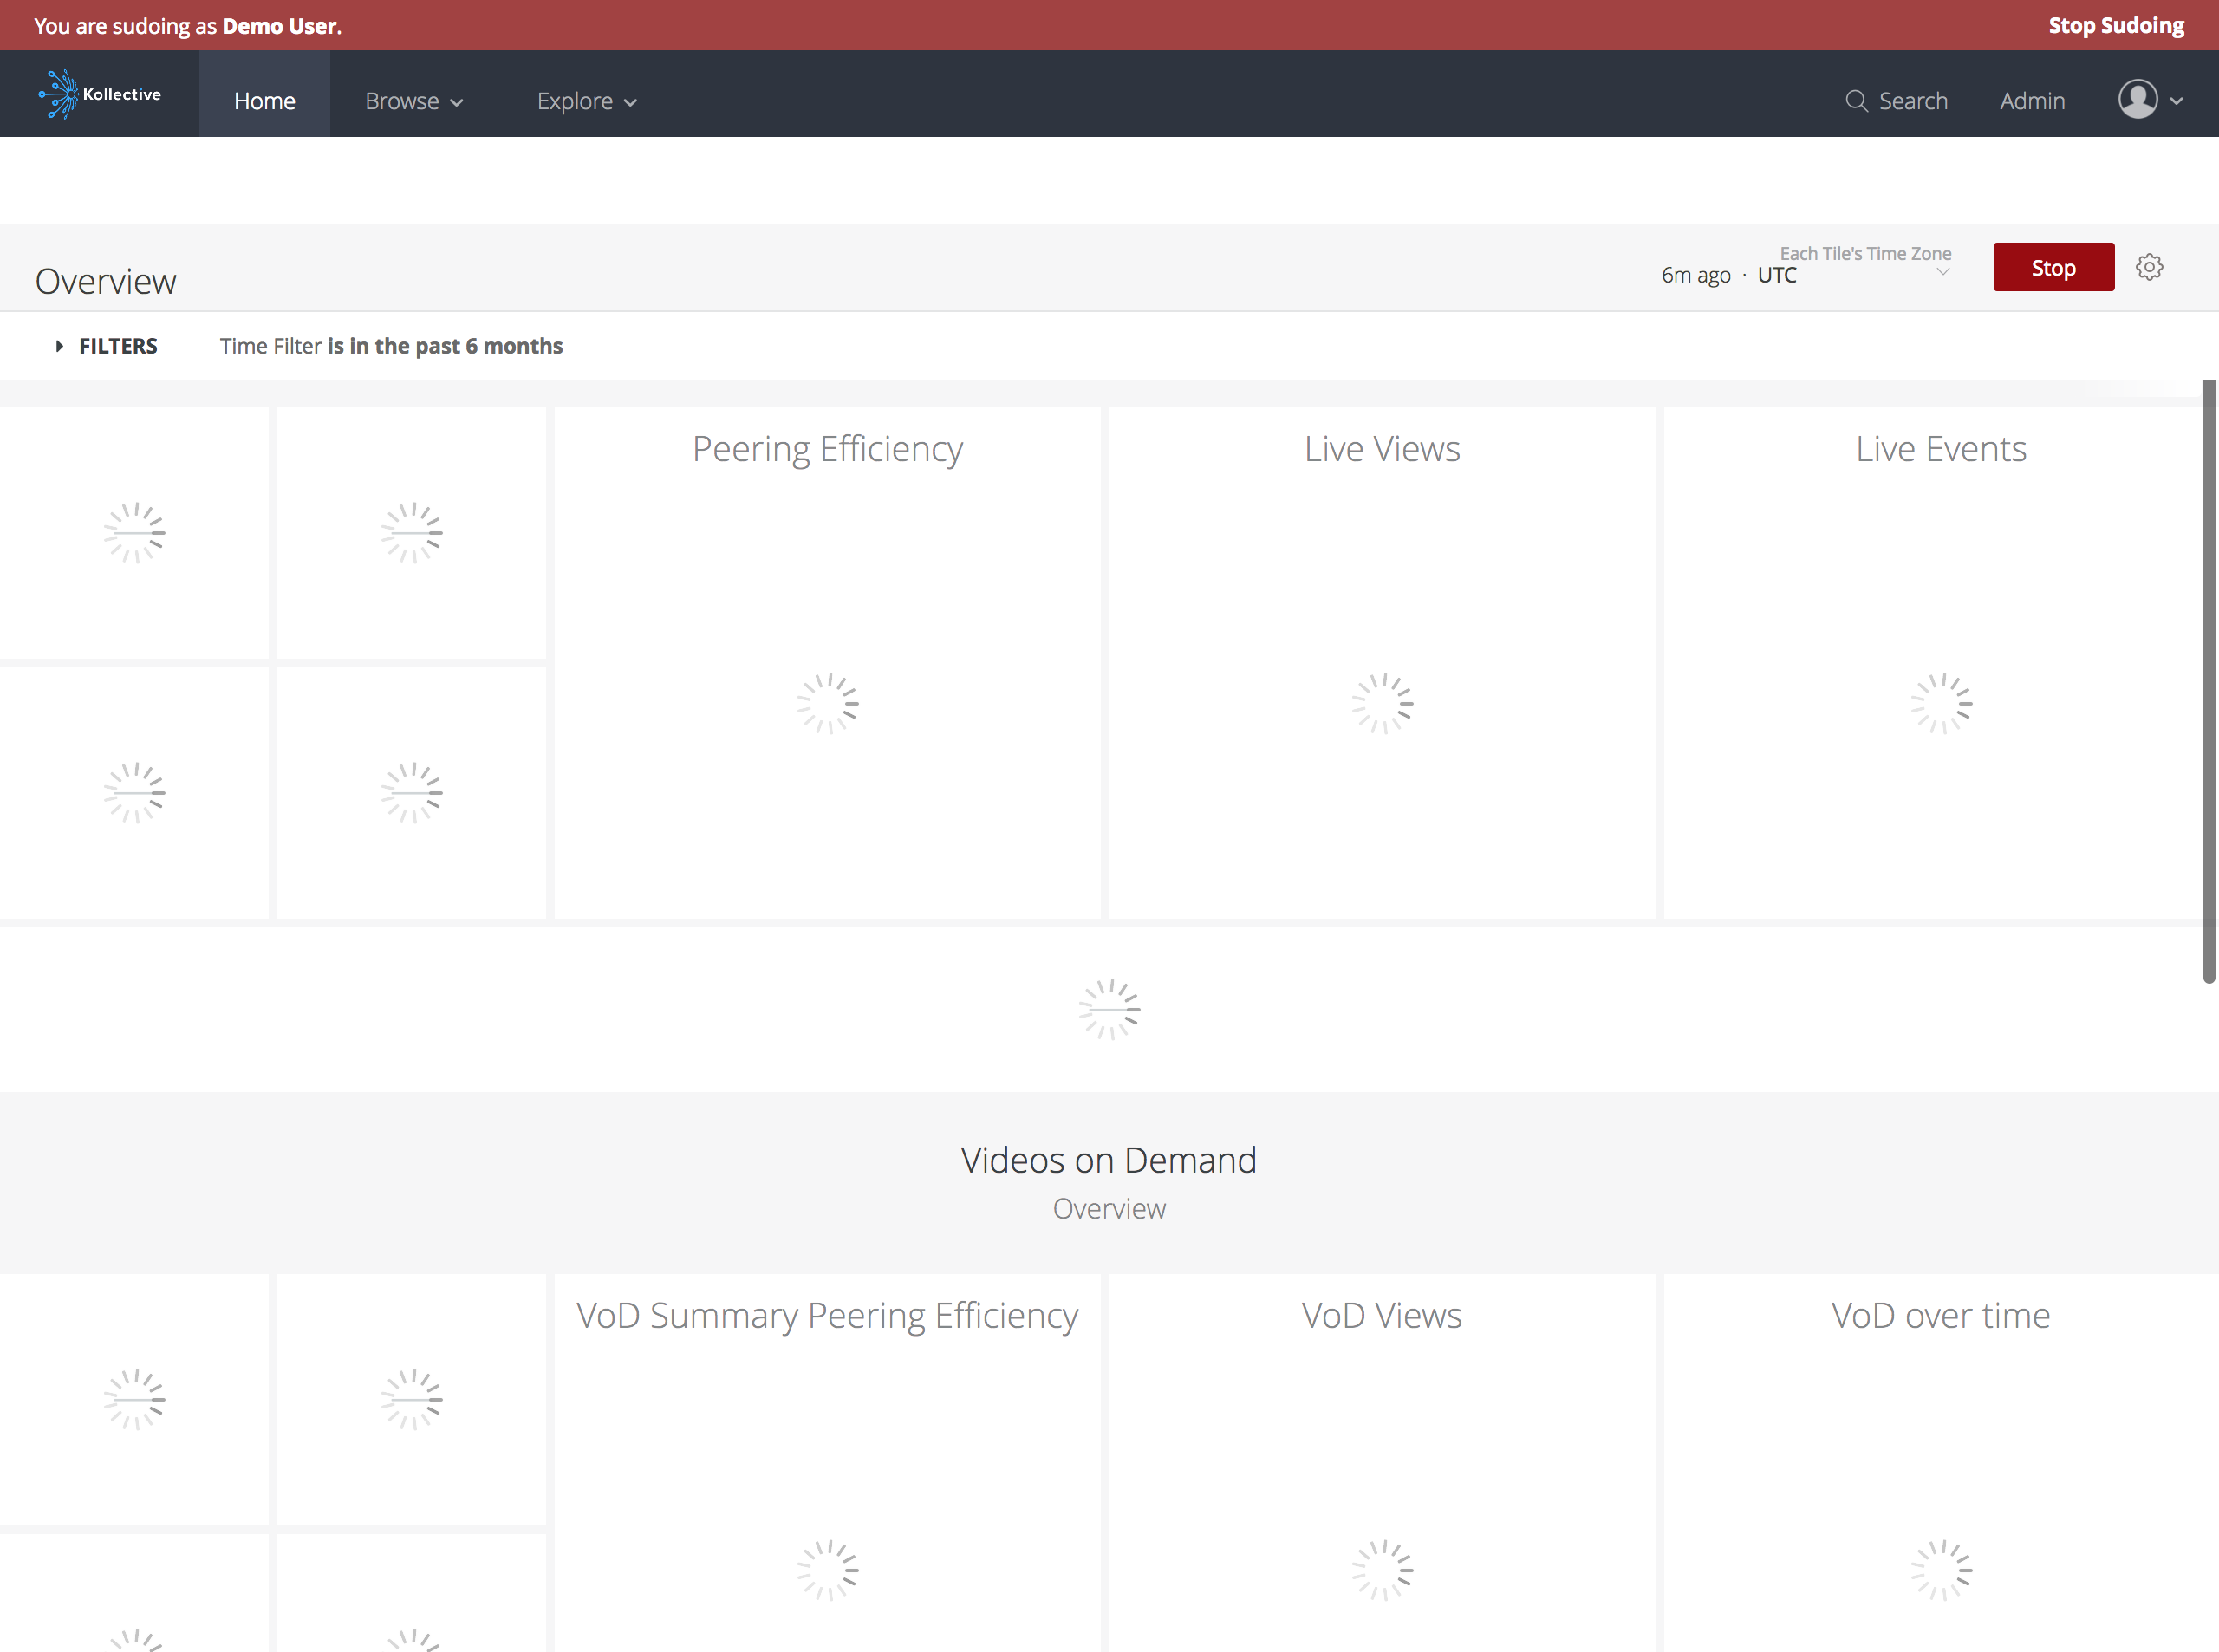 You are sudoing as Demo User.
Stop Sudoing
Kollective
Home
Browse
Explore
Search
Admin
Overview
Each Tile's Time Zone
6m ago · UTC
Stop
FILTERS
Time Filter is in the past 6 months
Peering Efficiency
Live Views
Live Events
Videos on Demand
Overview
VoD Summary Peering Efficiency
VoD Views
VoD over time